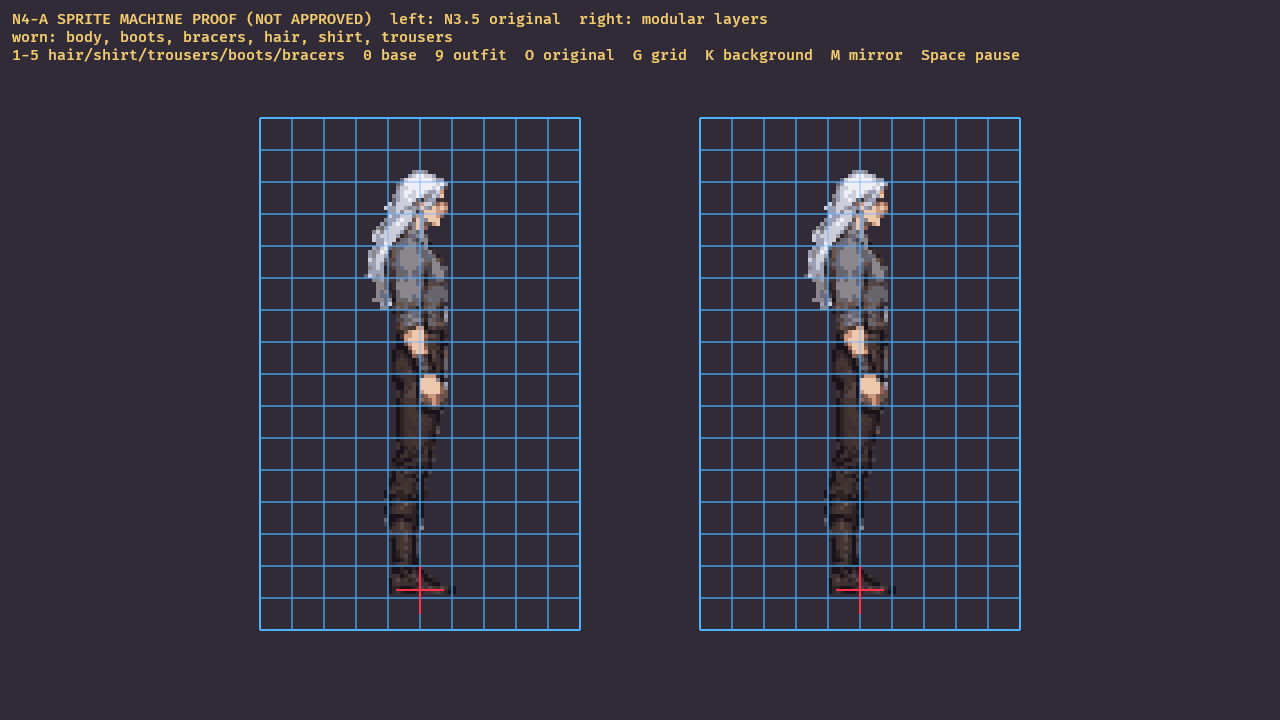 N4-A SPRITE MACHINE PROOF (NOT APPROVED)  left: N3.5 original  right: modular layers
worn: body, boots, bracers, hair, shirt, trousers
1-5 hair/shirt/trousers/boots/bracers  0 base  9 outfit  O original  G grid  K background  M mirror  Space pause